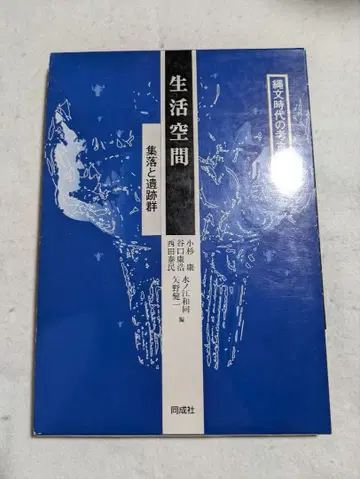 縄文時代の考
生活空間
集落と遺跡群
小杉 康
谷口康浩
西田泰民
水ノ江和同
矢野健一
編
同成社